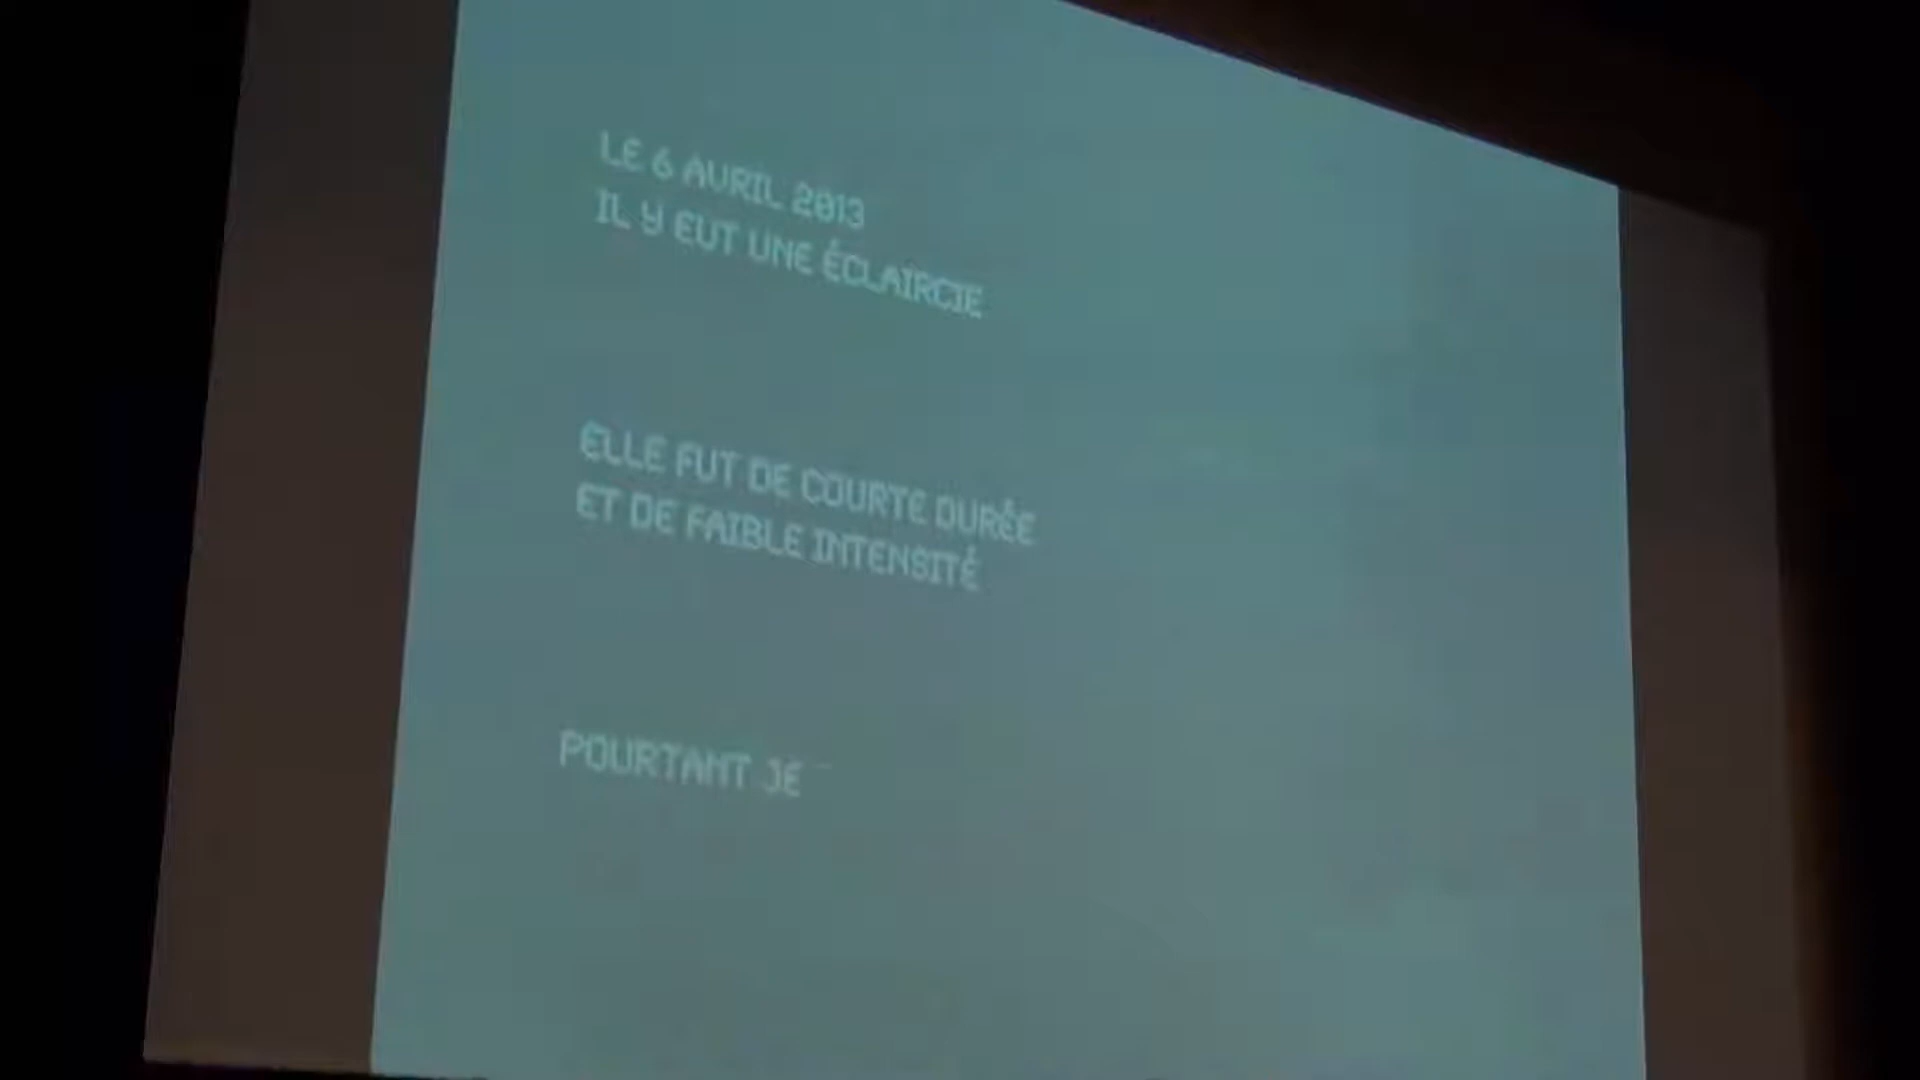 LE 6 AVRIL 2013
IL Y EUT UNE ÉCLAIRCIE
ELLE FUT DE COURTE DURÉE
ET DE FAIBLE INTENSITÉ
POURTANT JE